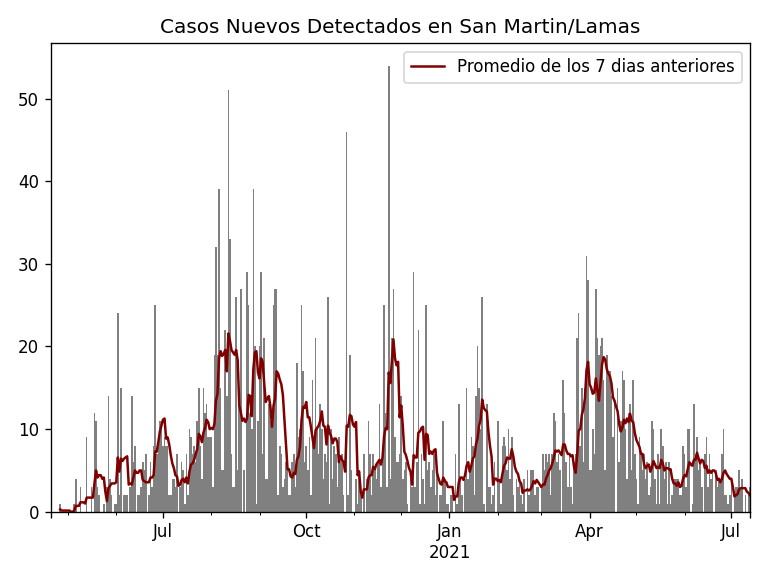 Casos Nuevos Detectados en San Martin/Lamas
Promedio de los 7 dias anteriores
50
40
30
20
10
0
Jul
Oct
Jan
Apr
Jul
2021